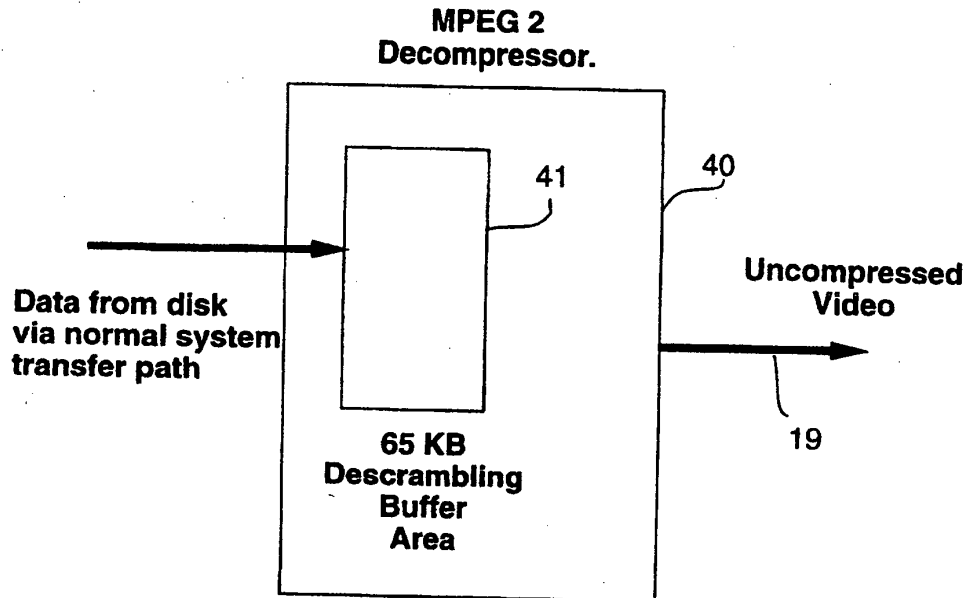 MPEG 2
Decompressor.
41
40
Data from disk
via normal system
transfer path
Uncompressed
Video
19
65 KB
Descrambling
Buffer
Area